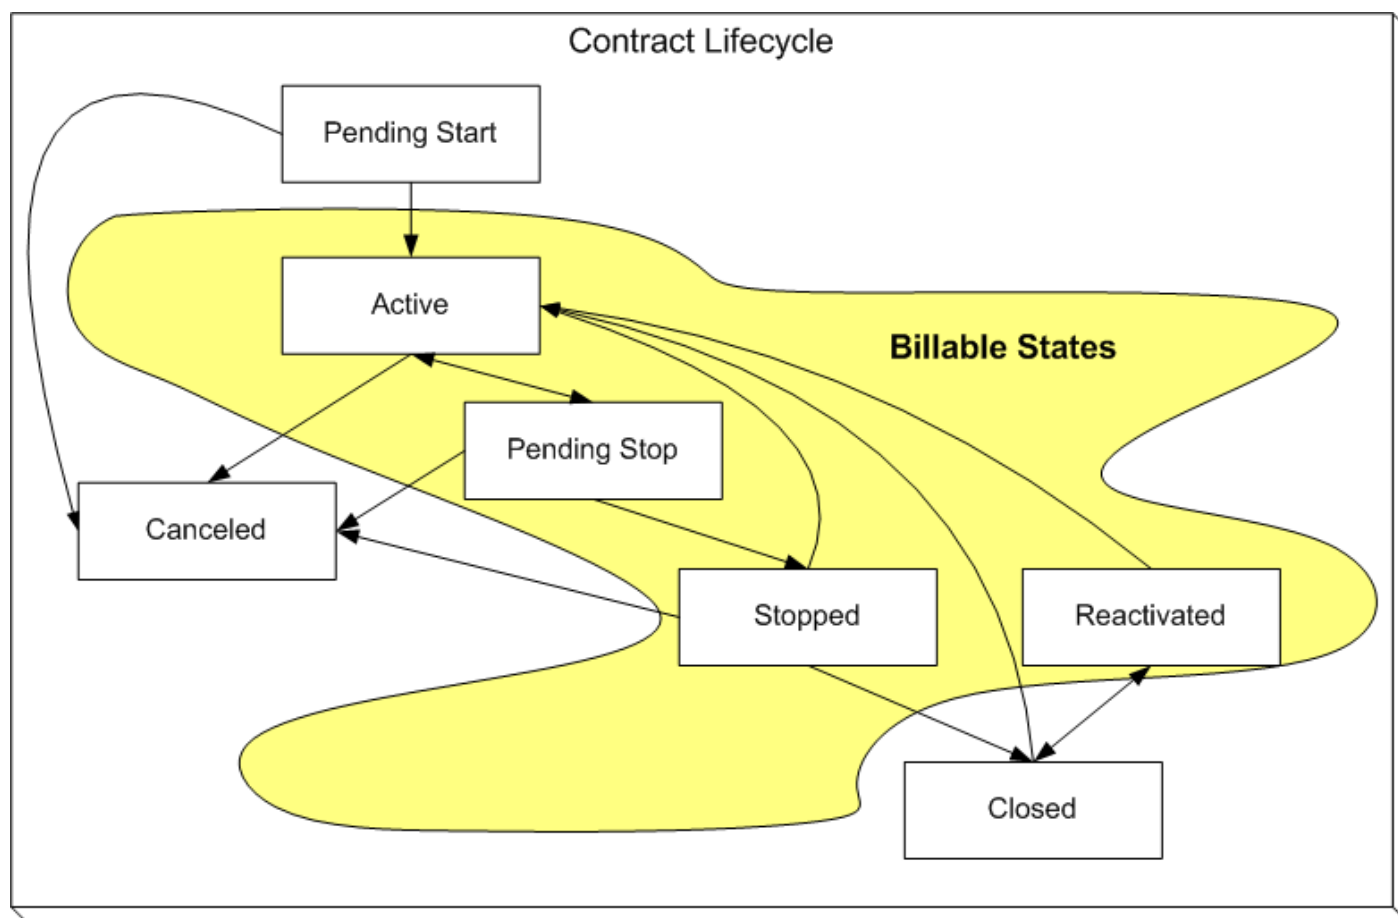 Contract Lifecycle
Pending Start
Active
Billable States
Pending Stop
Canceled
Stopped
Reactivated
Closed